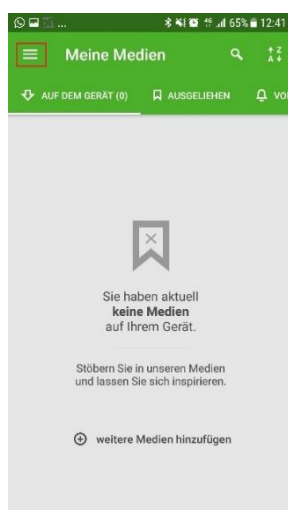 65% 12:41
Meine Medien
AUF DEM GERÄT (0) AUSGELIEHEN VO
Sie haben aktuell
keine Medien
auf Ihrem Gerät.
Stöbern Sie in unseren Medien
und lassen Sie sich inspirieren.
weitere Medien hinzufügen